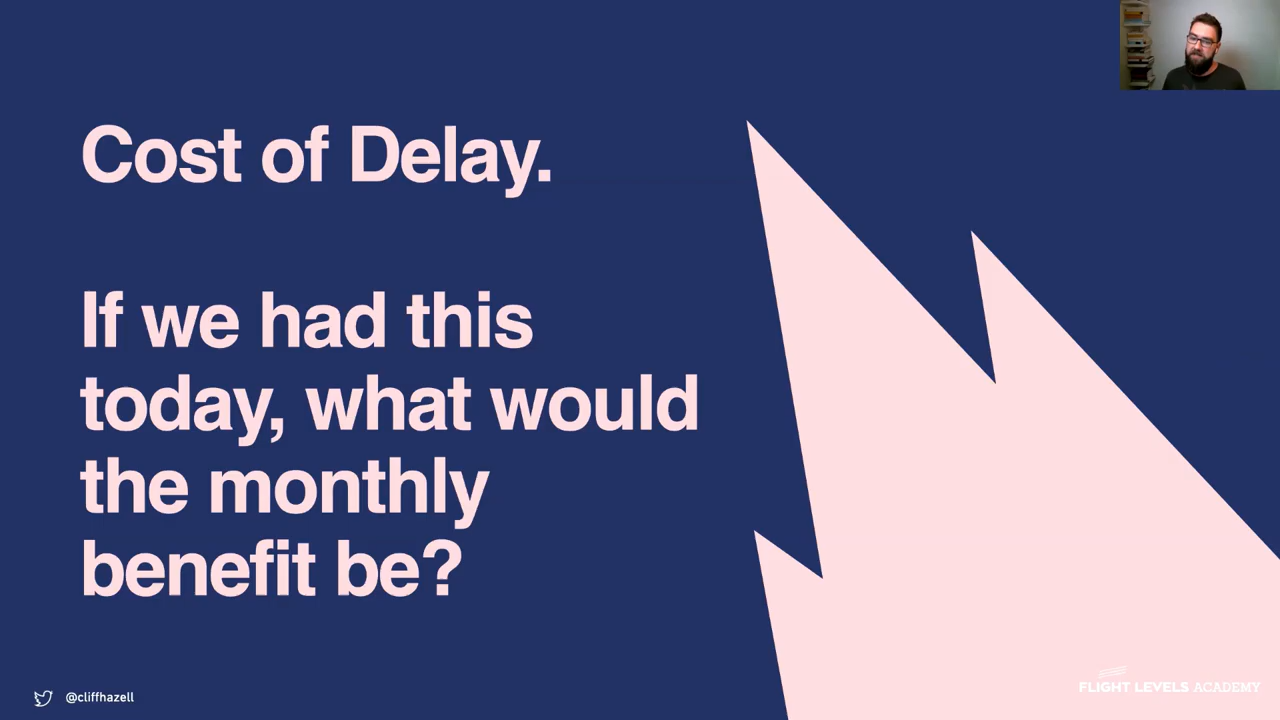 Cost of Delay.
If we had this
today, what would
the monthly
benefit be?
@cliffhazell
FLIGHT LEVELS ACADEMY